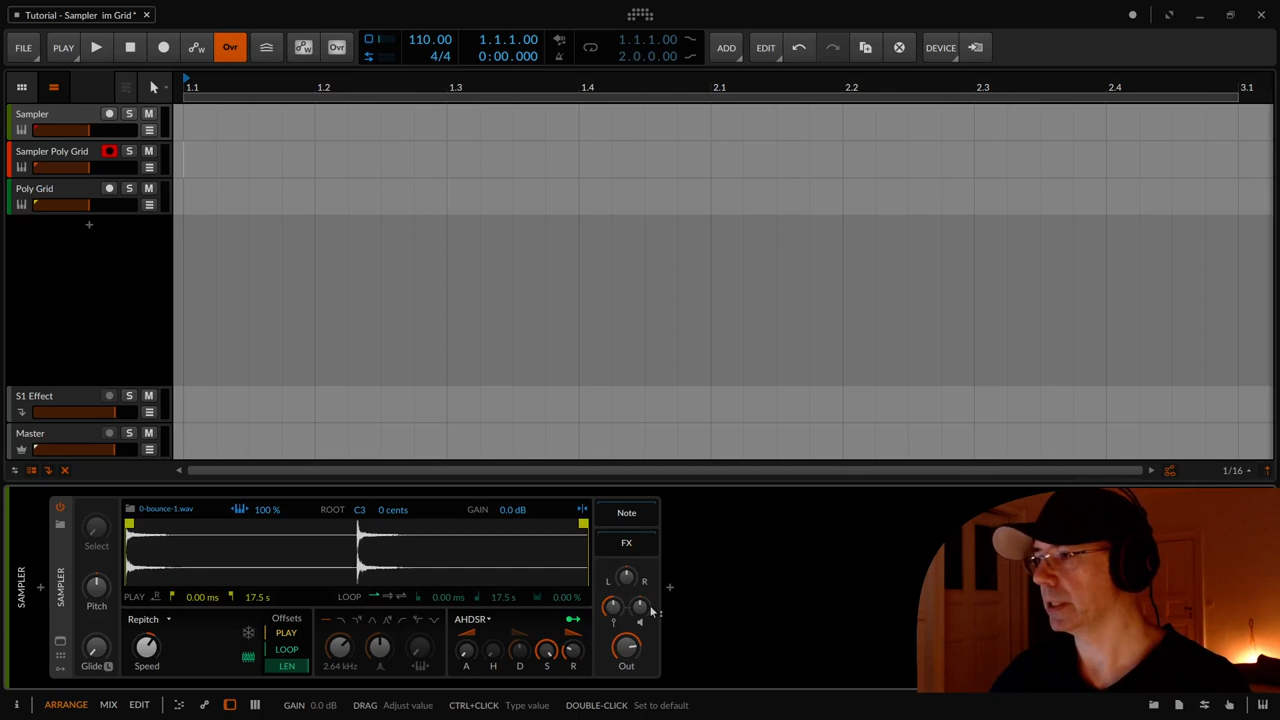 Tutorial - Sampler im Grid*
FILE
PLAY
Ovr
Ovr
110.00
4/4
1.1.1.00
0:00.000
1.1.1.00
2.0.0.00
ADD
EDIT
DEVICE
1.1
1.2
1.3
1.4
2.1
2.2
2.3
2.4
3.1
Sampler
S
M
Sampler Poly Grid
S
M
Poly Grid
S
M
S1 Effect
S
M
Master
S
M
1/16
SAMPLER
SAMPLER
Select
Pitch
Glide
L
0-bounce-1.wav
100 %
ROOT
C3
0 cents
GAIN
0.0 dB
PLAY
0.00 ms
17.5 s
LOOP
0.00 ms
17.5 s
0.00 %
Repitch
Speed
Offsets
PLAY
LOOP
LEN
2.64 kHz
AHDSR
A
H
D
S
R
Note
FX
L
R
Out
ARRANGE
MIX
EDIT
GAIN
0.0 dB
DRAG
Adjust value
CTRL+CLICK
Type value
DOUBLE-CLICK
Set to default